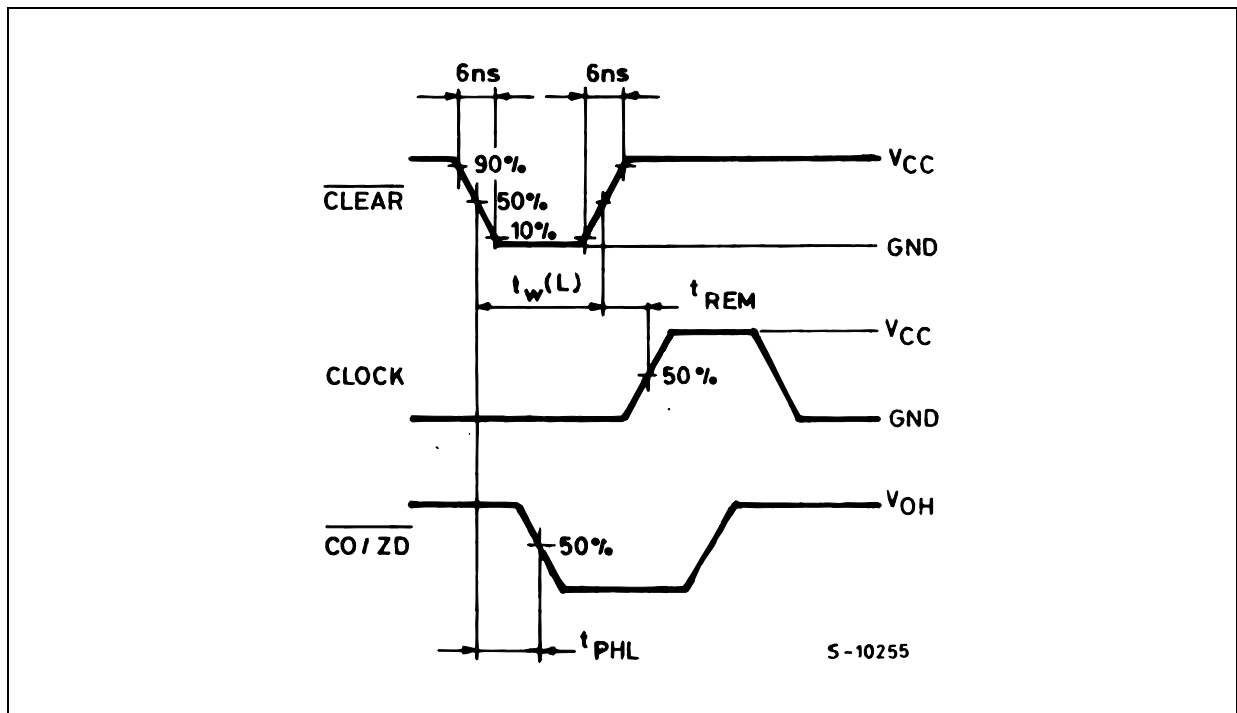 6ns 6ns
90% VCC
CLEAR 50%
10% GND
tw(L) tREM
VCC
CLOCK 50%
GND
VOH
CO/ZD 50%
tPHL S-10255